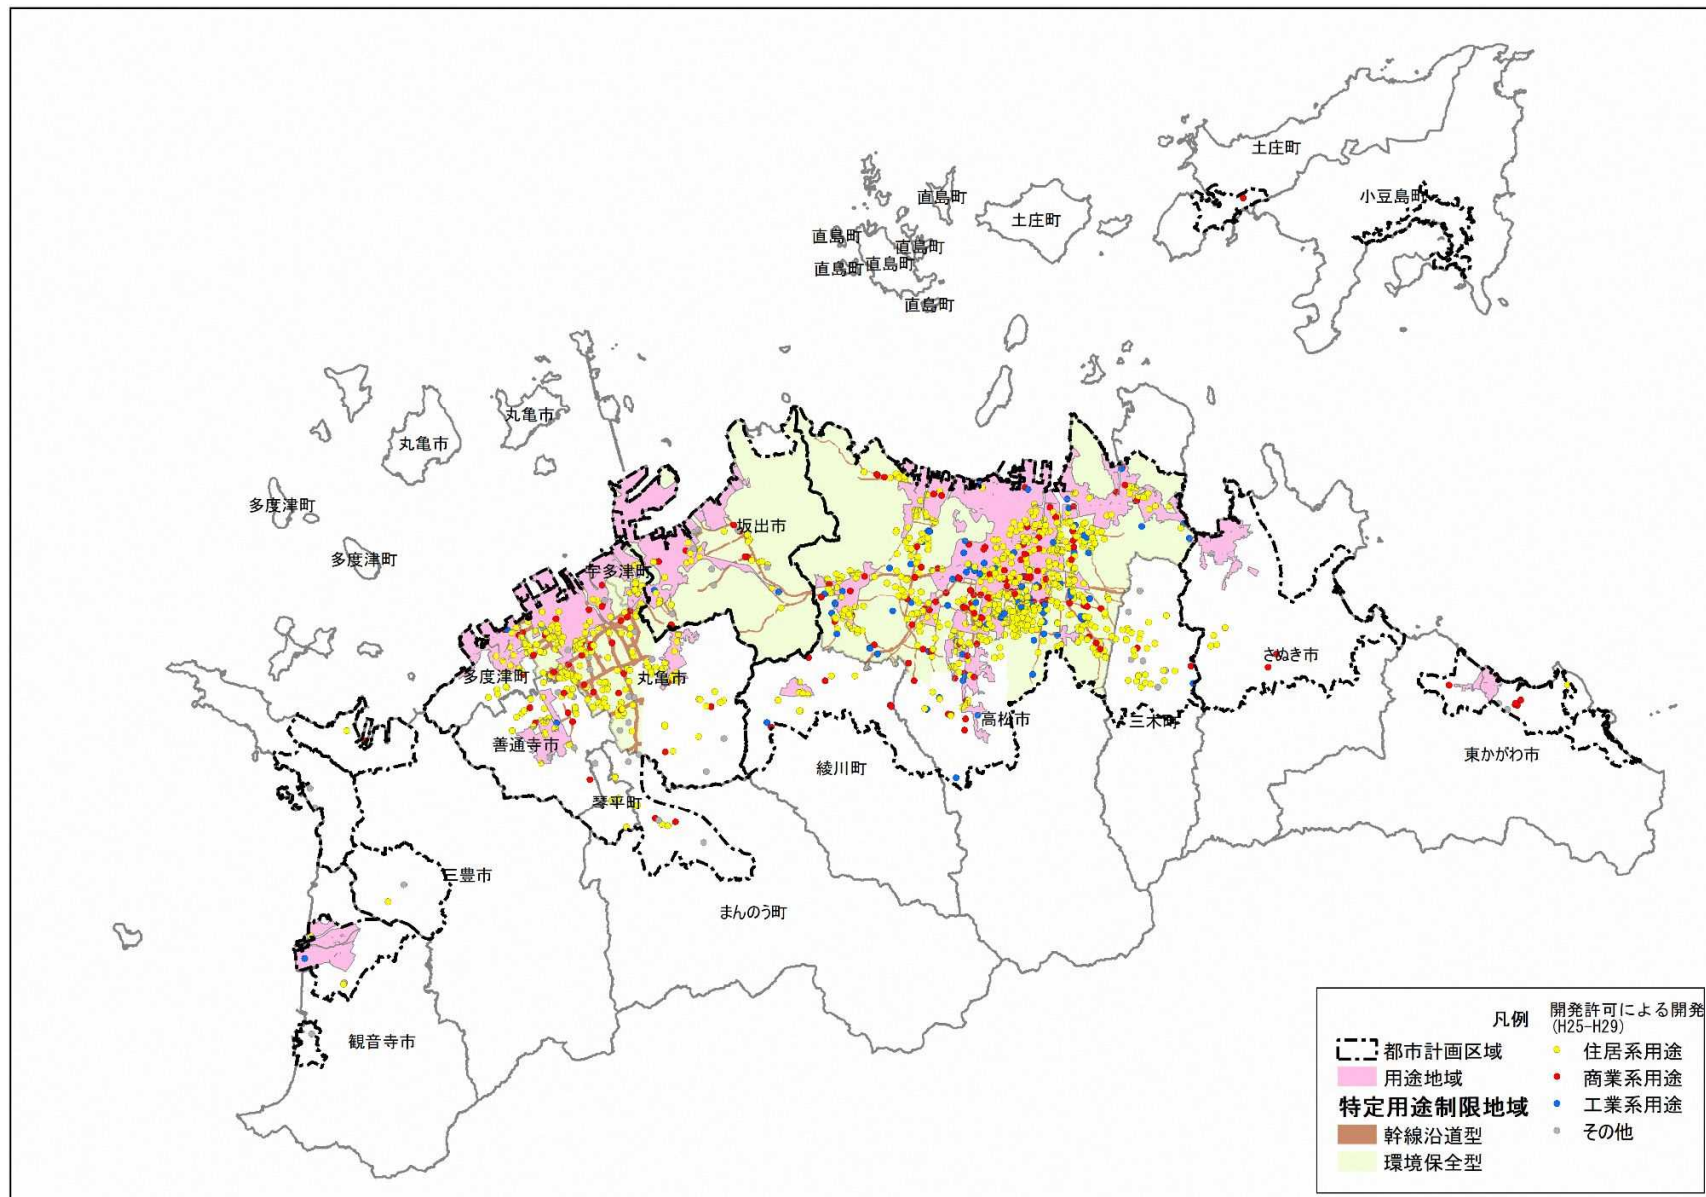 土庄町
小豆島町
直島町
土庄町
直島町
直島町
直島町
直島町
直島町
丸亀市
丸亀市
多度津町
坂出市
多度津町
宇多津町
さぬき市
多度津町
丸亀市
高松市
三木町
善通寺市
東かがわ市
綾川町
琴平町
三豊市
まんのう町
観音寺市
凡例
開発許可による開発
(H25-H29)
都市計画区域
住居系用途
用途地域
商業系用途
特定用途制限地域
工業系用途
幹線沿道型
その他
環境保全型